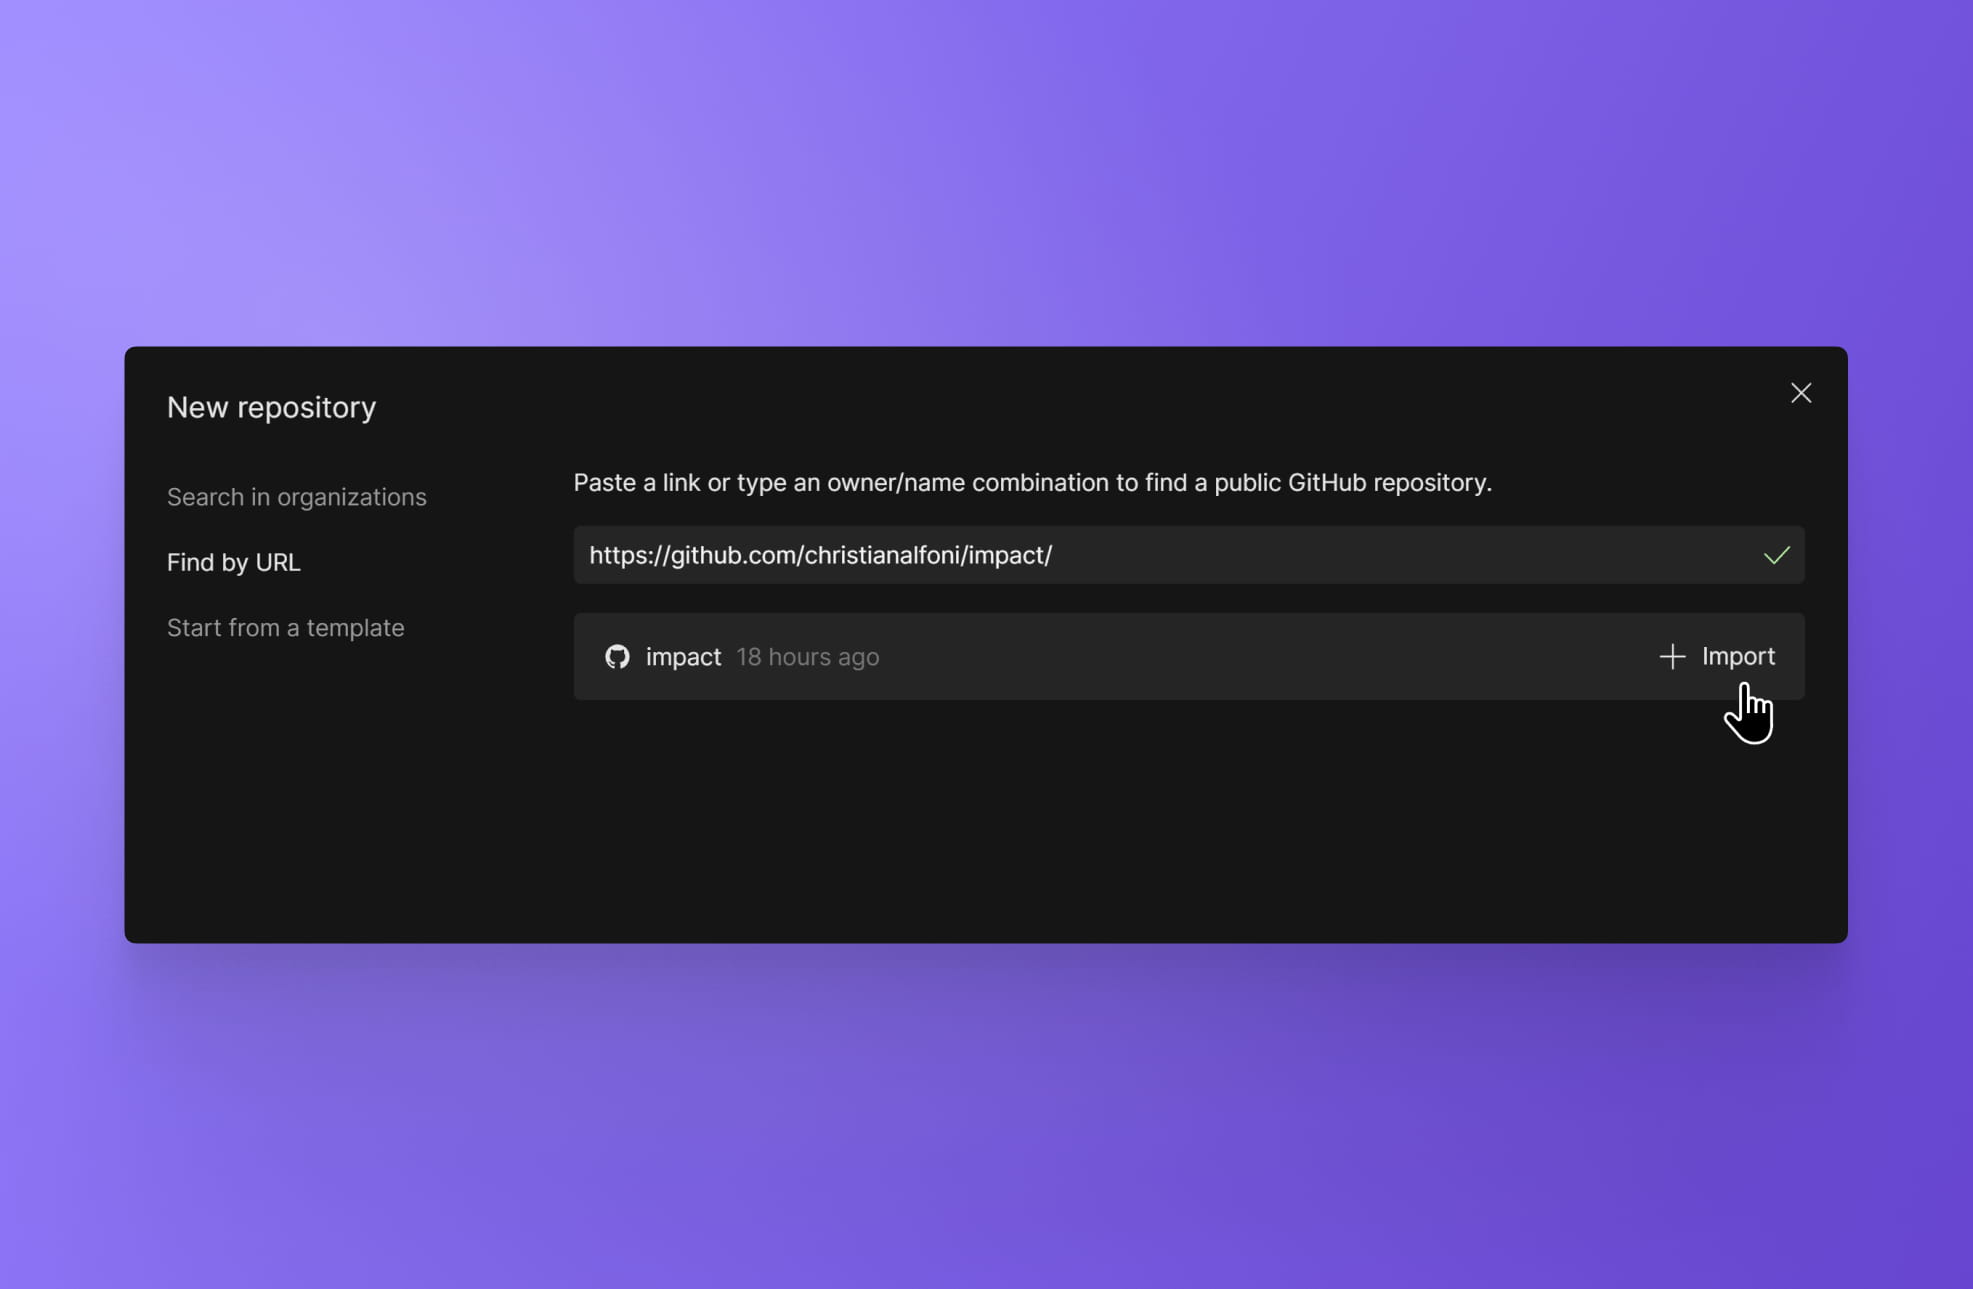 New repository
Search in organizations
Find by URL
Start from a template
Paste a link or type an owner/name combination to find a public GitHub repository.
https://github.com/christianalfoni/impact/
impact 18 hours ago
Import